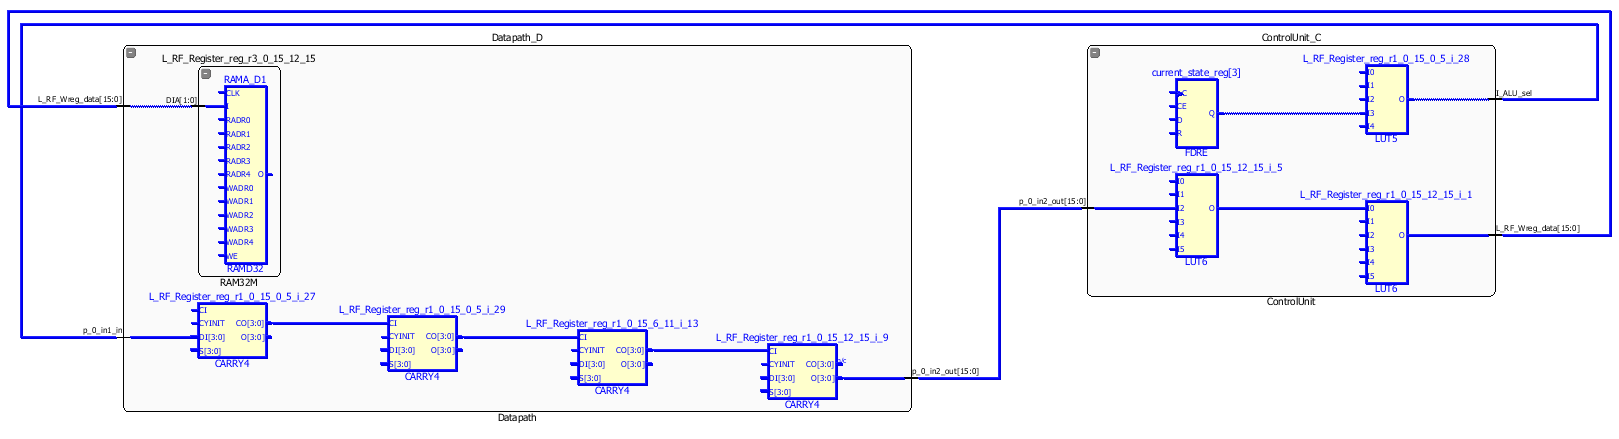 Datapath_D
L_RF_Register_reg_r3_0_15_12_15
RAMA_D1
CLK
I
RADR0
RADR1
RADR2
RADR3
RADR4 O
WADR0
WADR1
WADR2
WADR3
WADR4
WE
RAMD32
RAM32M
L_RF_Wreg_data[15:0]
DIA[1:0]
p_0_in1_in
L_RF_Register_reg_r1_0_15_0_5_i_27
CI
CYINIT CO[3:0]
DI[3:0] O[3:0]
S[3:0]
CARRY4
L_RF_Register_reg_r1_0_15_0_5_i_29
CI
CYINIT CO[3:0]
DI[3:0] O[3:0]
S[3:0]
CARRY4
L_RF_Register_reg_r1_0_15_6_11_i_13
CI
CYINIT CO[3:0]
DI[3:0] O[3:0]
S[3:0]
CARRY4
L_RF_Register_reg_r1_0_15_12_15_i_9
CI
CYINIT CO[3:0]
DI[3:0] O[3:0]
S[3:0]
CARRY4
p_0_in2_out[15:0]
Datapath
ControlUnit_C
current_state_reg[3]
C
CE
D Q
R
FDRE
L_RF_Register_reg_r1_0_15_0_5_i_28
I0
I1
I2 O
I3
I4
LUT5
I_ALU_sel
p_0_in2_out[15:0]
L_RF_Register_reg_r1_0_15_12_15_i_5
I0
I1
I2 O
I3
I4
I5
LUT6
L_RF_Register_reg_r1_0_15_12_15_i_1
I0
I1
I2 O
I3
I4
I5
LUT6
L_RF_Wreg_data[15:0]
ControlUnit